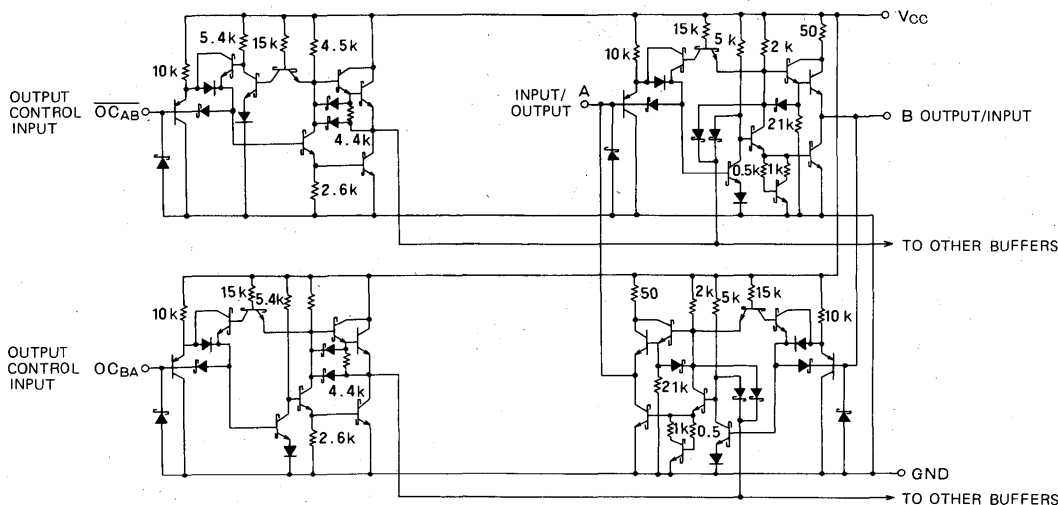 VCC
5.4k
15k
4.5k
10k
15k
5k
2k
50
10k
OUTPUT
CONTROL
INPUT
OCAB
4.4k
2.6k
INPUT/
OUTPUT
A
21k
0.5k
1k
B OUTPUT/INPUT
TO OTHER BUFFERS
15k
5.4k
10k
50
2k
5k
15k
10k
OUTPUT
CONTROL
INPUT
OCBA
4.4k
2.6k
21k
1k
0.5
GND
TO OTHER BUFFERS